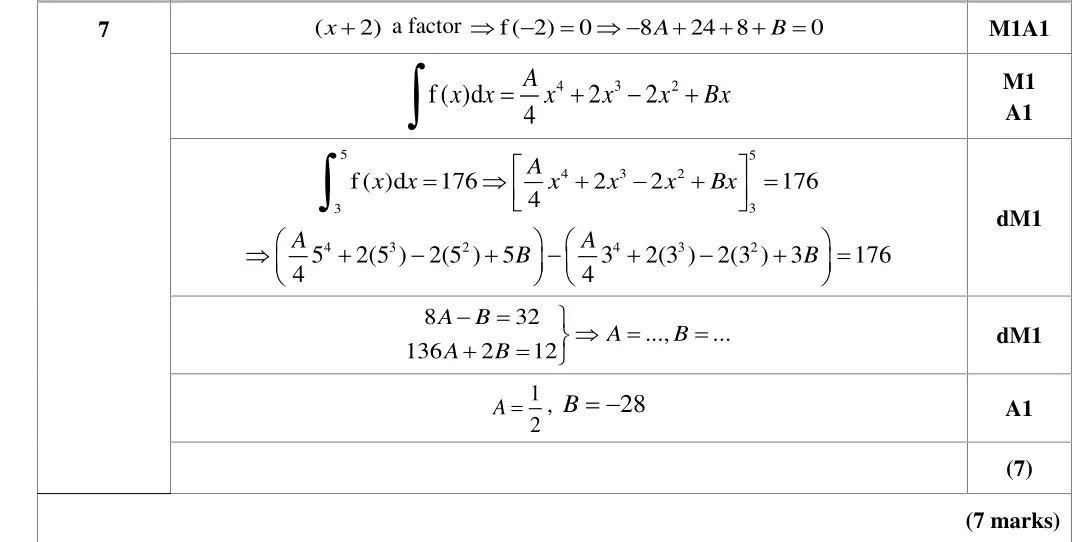 7 (x + 2) a factor ⇒ f(−2) = 0 ⇒ −8A + 24 + 8 + B = 0 M1A1
∫ f(x)dx = A/4 x⁴ + 2x³ − 2x² + Bx M1 A1
∫₃⁵ f(x)dx = 176 ⇒ [A/4 x⁴ + 2x³ − 2x² + Bx]₃⁵ = 176
⇒ (A/4 5⁴ + 2(5³) − 2(5²) + 5B) − (A/4 3⁴ + 2(3³) − 2(3²) + 3B) = 176 dM1
8A − B = 32
136A + 2B = 12 } ⇒ A = ..., B = ... dM1
A = 1/2, B = −28 A1
(7)
(7 marks)